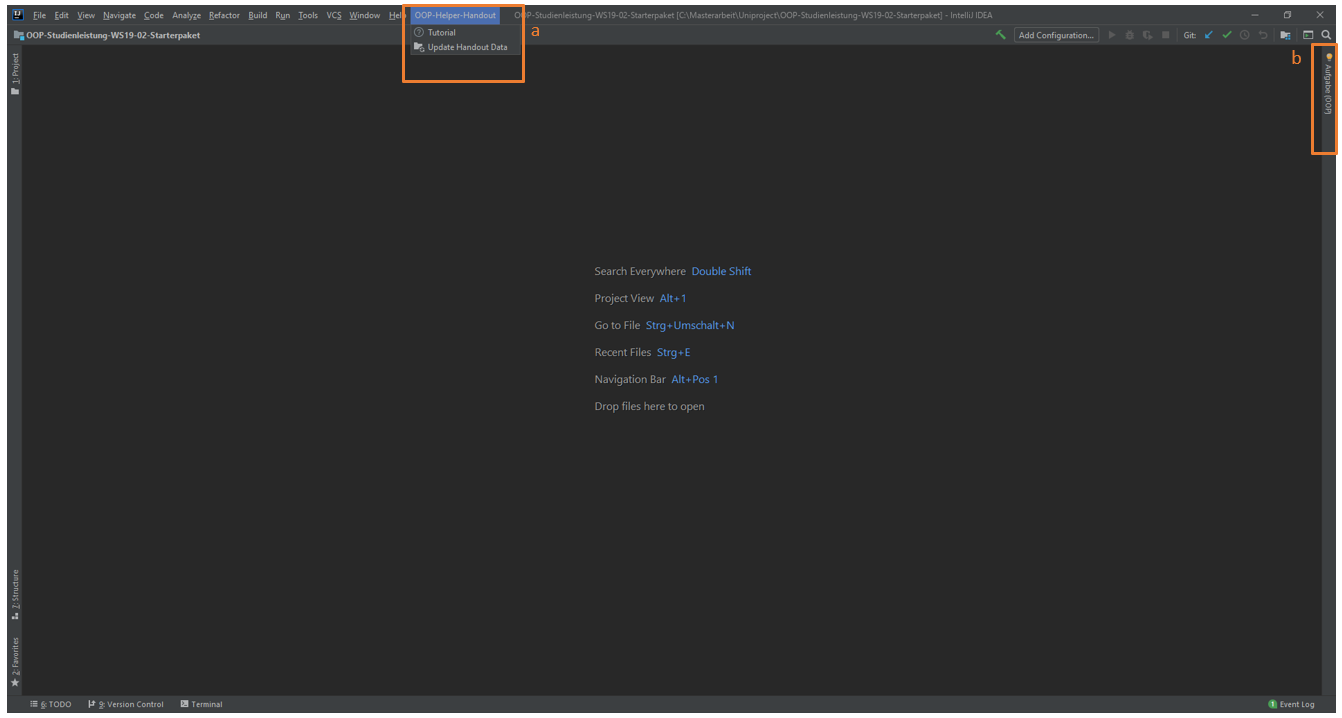 File Edit View Navigate Code Analyze Refactor Build Run Tools VCS Window Help OOP-Helper-Handout OOP-Studienleistung-WS19-02-Starterpaket [C:\Masterarbeit\Uniproject\OOP-Studienleistung-WS19-02-Starterpaket] - IntelliJ IDEA
Tutorial
Update Handout Data
a
OOP-Studienleistung-WS19-02-Starterpaket Add Configuration... Git:
b
1: Project
Aufgabe (OOP)
Search Everywhere Double Shift
Project View Alt+1
Go to File Strg+Umschalt+N
Recent Files Strg+E
Navigation Bar Alt+Pos 1
Drop files here to open
7: Structure
2: Favorites
6: TODO 9: Version Control Terminal 1 Event Log